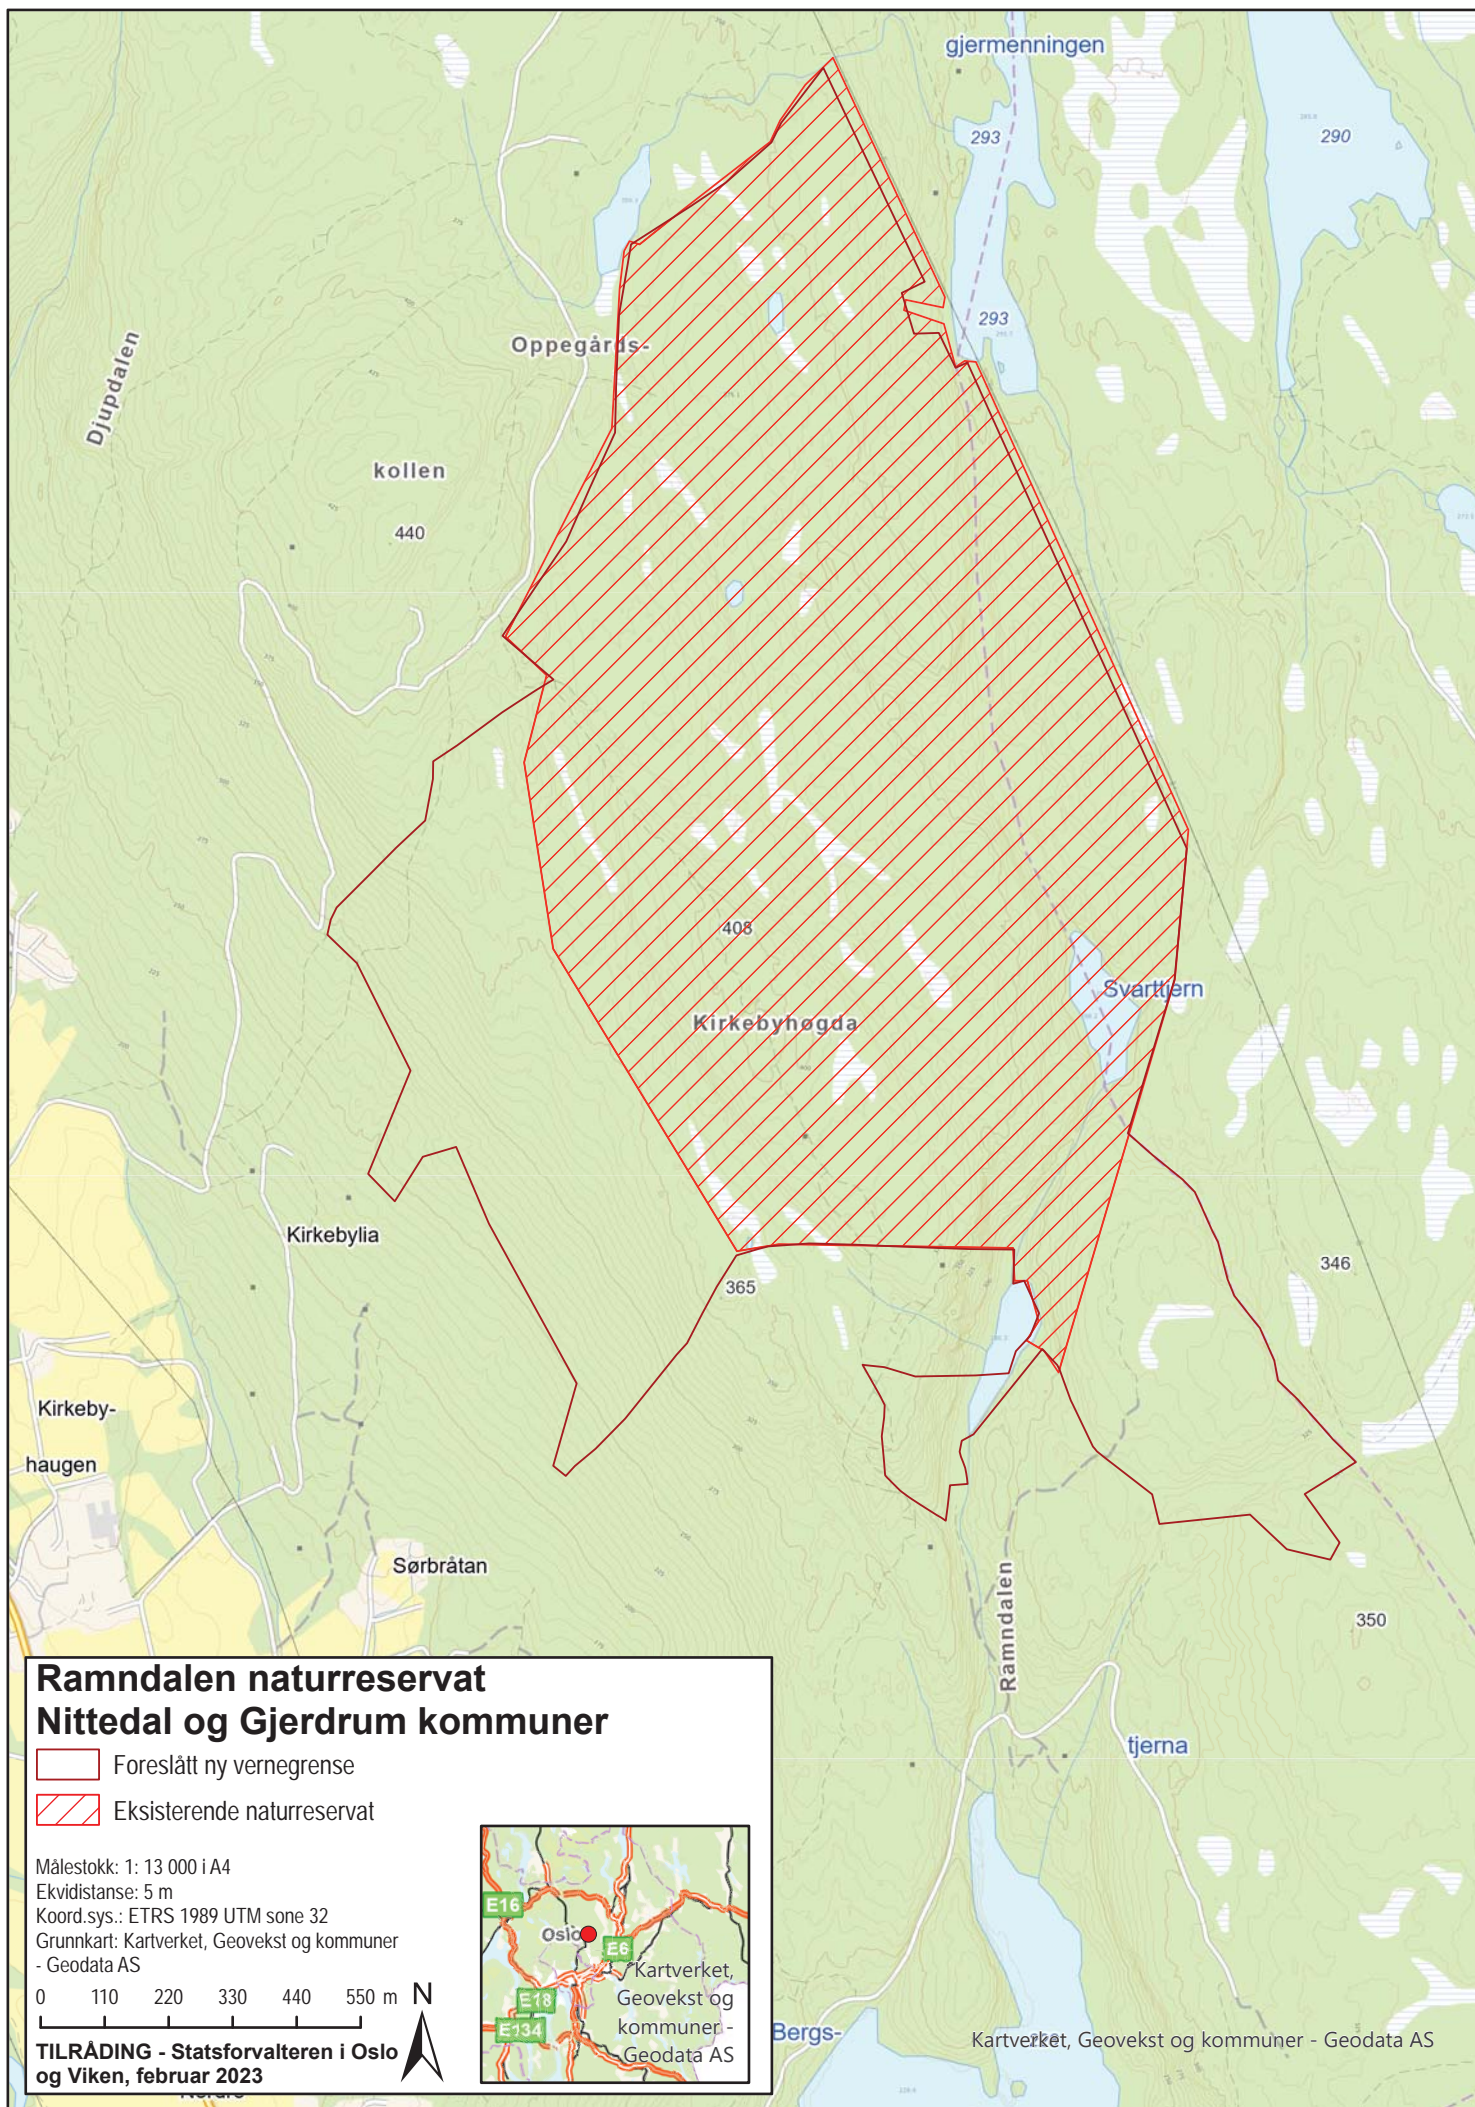 gjermenningen
293
290
293
Oppegårds-
Djupdalen
kollen
440
408
Svarttjern
Kirkebyhøgda
Kirkebylia
346
365
Kirkeby-
haugen
Sørbråtan
Ramndalen
350
tjerna
Bergs-
Ramndalen naturreservat
Nittedal og Gjerdrum kommuner
Foreslått ny vernegrense
Eksisterende naturreservat
Målestokk: 1: 13 000 i A4
Ekvidistanse: 5 m
Koord.sys.: ETRS 1989 UTM sone 32
Grunnkart: Kartverket, Geovekst og kommuner
- Geodata AS
0 110 220 330 440 550 m
N
TILRÅDING - Statsforvalteren i Oslo
og Viken, februar 2023
E16
Oslo
E6
E18
E134
Kartverket,
Geovekst og
kommuner -
Geodata AS
Kartverket, Geovekst og kommuner - Geodata AS